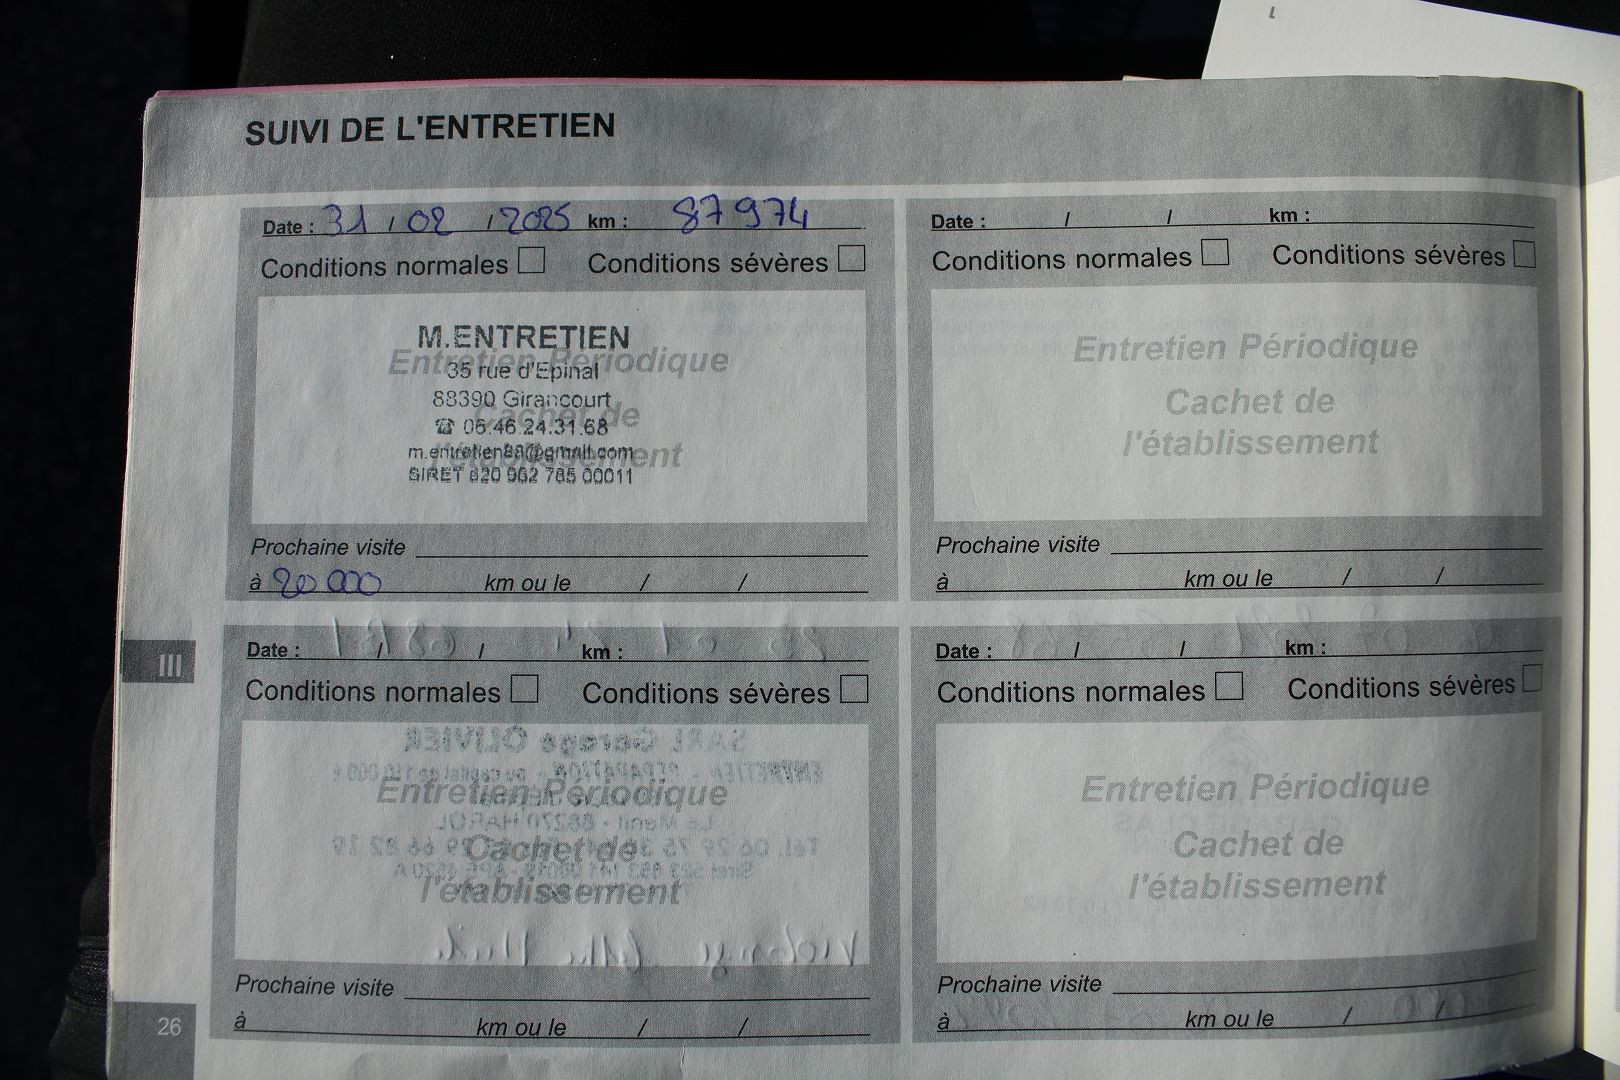 SUIVI DE L'ENTRETIEN
Date : 31 / 02 / 2025 km : 87974
Conditions normales Conditions sévères
M.ENTRETIEN
Entretien Périodique
35 rue d'Epinal
88390 Girancourt
Cachet de
☎ 06.46.24.31.68
m.entretien88@gmail.com
l'établissement
SIRET 820 962 785 00011
Prochaine visite
à 20 000 km ou le / /
Date : / / km :
Conditions normales Conditions sévères
Entretien Périodique
Cachet de
l'établissement
Prochaine visite
à km ou le / /
III
Date : / / km :
Conditions normales Conditions sévères
Entretien Périodique
Cachet de
l'établissement
Prochaine visite
à km ou le / /
Date : / / km :
Conditions normales Conditions sévères
Entretien Périodique
Cachet de
l'établissement
Prochaine visite
à km ou le / /
26